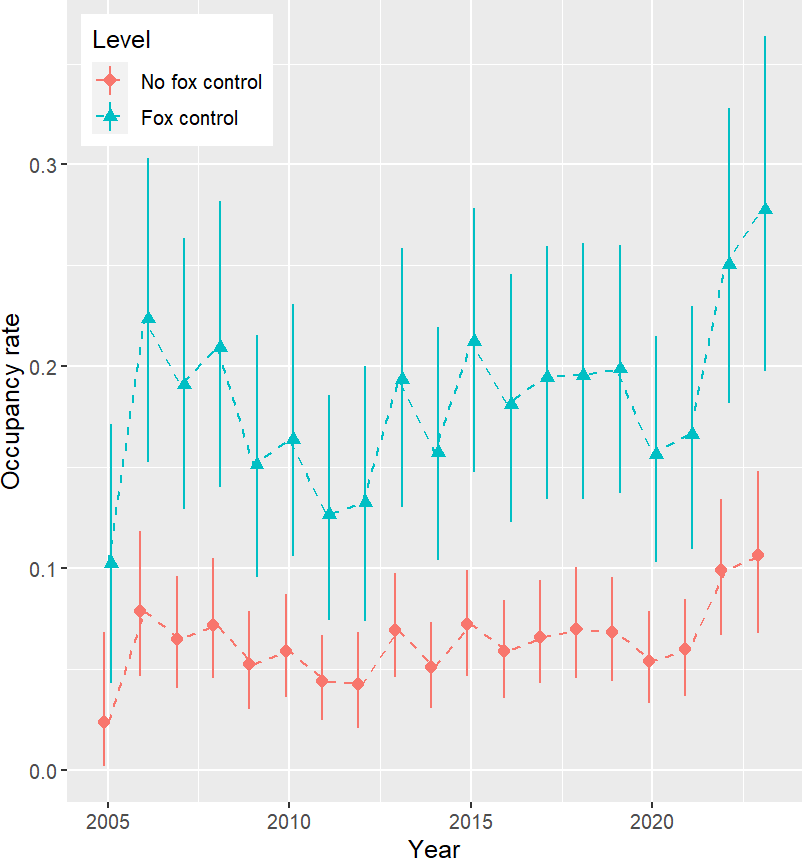 Level
No fox control
Fox control
Occupancy rate
0.3
0.2
0.1
0.0
2005 2010 2015 2020
Year